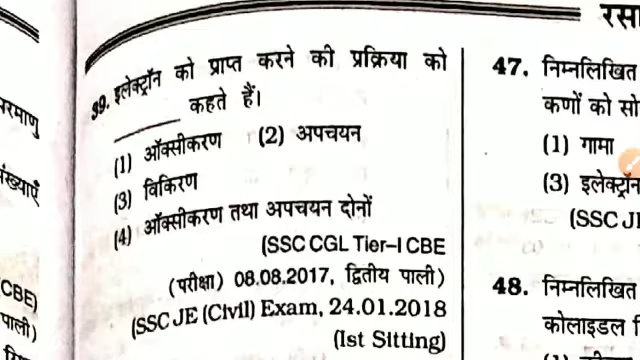 रसा
39. इलेक्ट्रॉन को प्राप्त करने की प्रक्रिया को
______ कहते हैं।
(1) ऑक्सीकरण (2) अपचयन
(3) विकिरण
(4) ऑक्सीकरण तथा अपचयन दोनों
(SSC CGL Tier–I CBE
(परीक्षा) 08.08.2017, द्वितीय पाली)
(SSC JE (Civil) Exam, 24.01.2018
(Ist Sitting)
47. निम्नलिखित
कणों को सो
(1) गामा
(3) इलेक्ट्रॉन
(SSC JE
48. निम्नलिखित
कोलाइडल
परमाणु
संख्याएँ
CBE)
पाली)